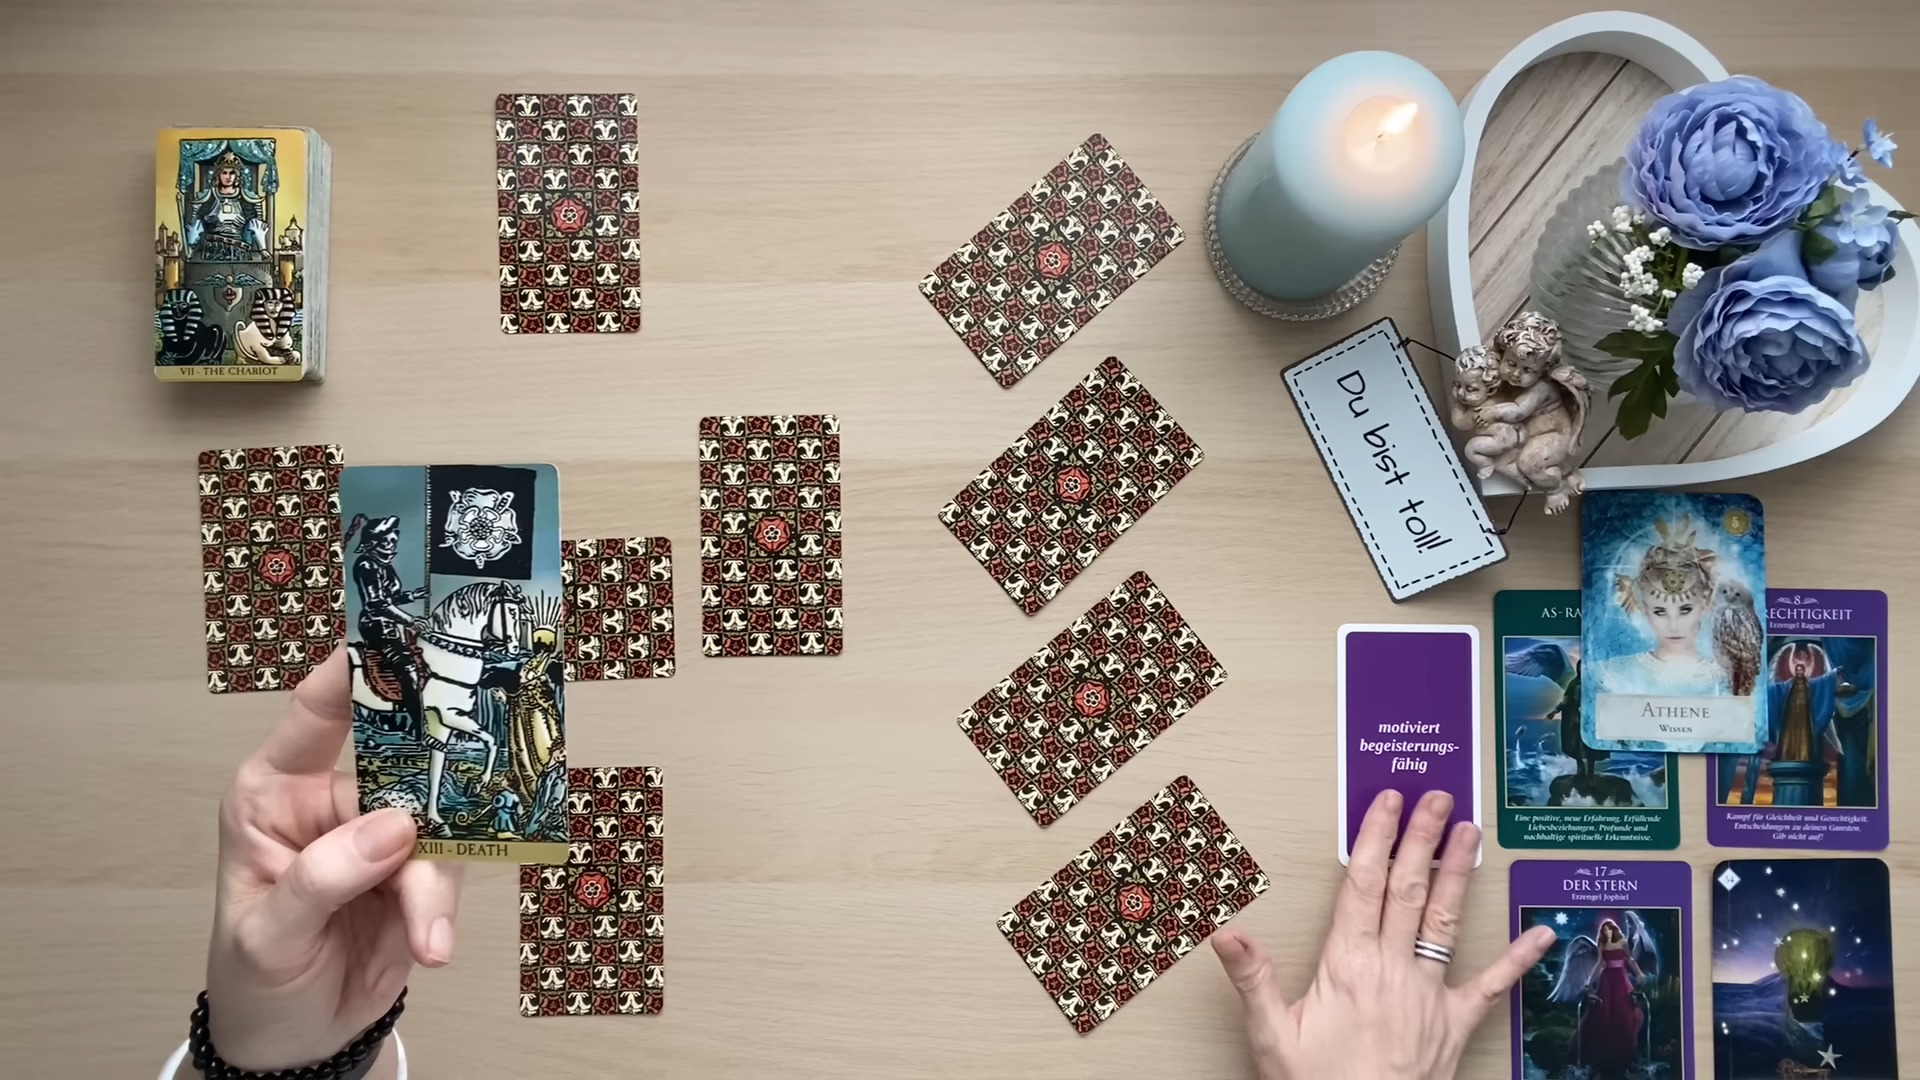 VII - THE CHARIOT
XIII - DEATH
Du bist toll!
motiviert
begeisterungs-
fähig
AS-RA
Eine positive, neue Erfahrung. Erfüllende
Liebesbeziehungen. Profunde und
nachhaltige spirituelle Erkenntnisse.
5
ATHENE
WISSEN
8
RECHTIGKEIT
Erzengel Raguel
Kampf für Gleichheit und Gerechtigkeit.
Entscheidungen zu deinen Gunsten.
Gib nicht auf!
17
DER STERN
Erzengel Jophiel
34